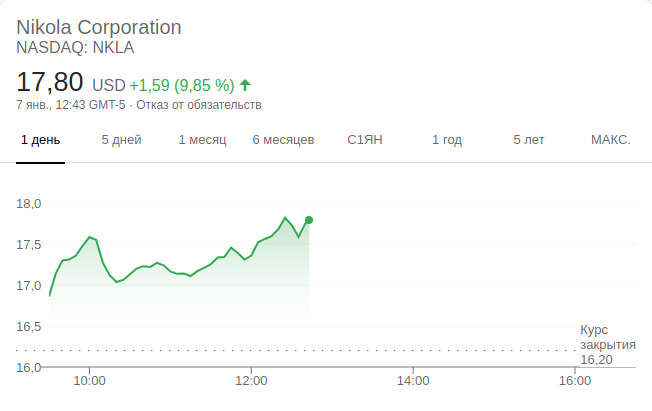 Nikola Corporation
NASDAQ: NKLA
17,80 USD +1,59 (9,85 %)
7 янв., 12:43 GMT-5 · Отказ от обязательств
1 день 5 дней 1 месяц 6 месяцев С1ЯН 1 год 5 лет МАКС.
18,0
17,5
17,0
16,5
Курс
закрытия
16,20
16,0
10:00 12:00 14:00 16:00